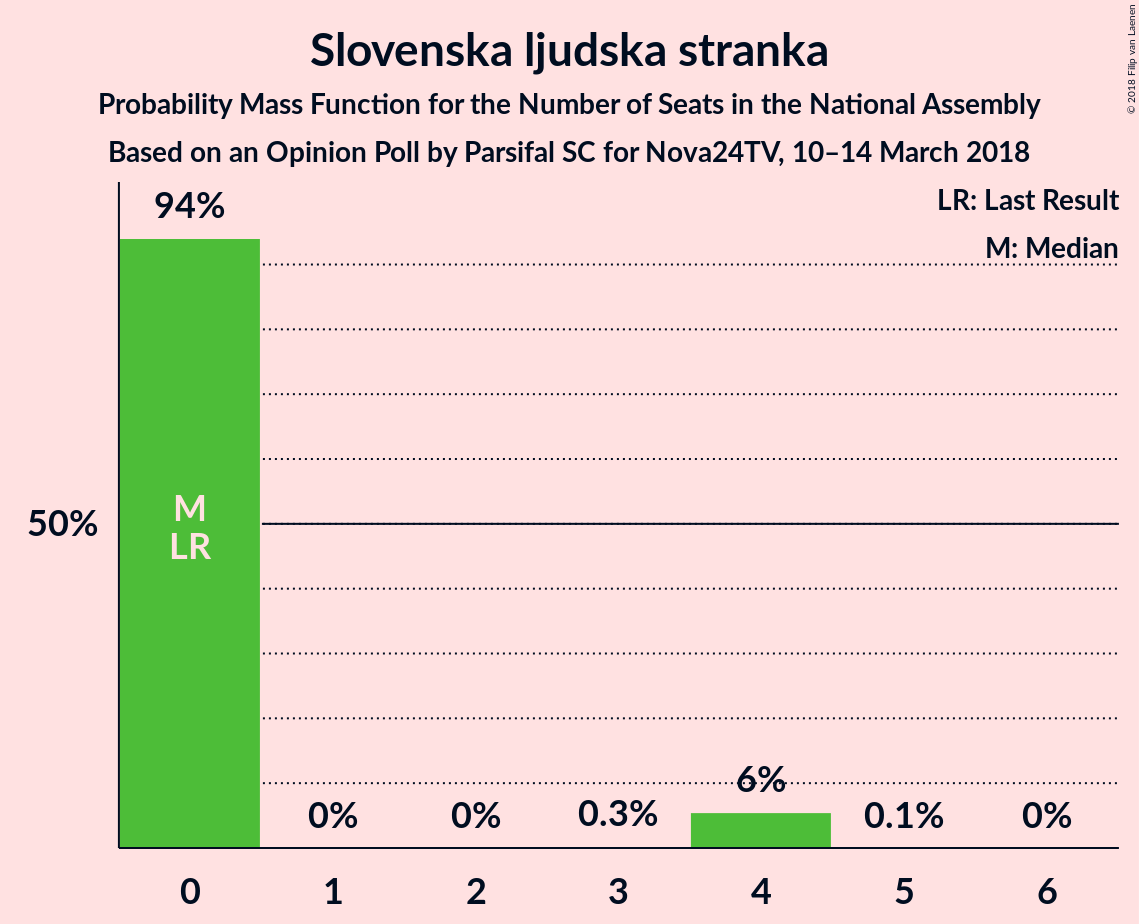 Slovenska ljudska stranka
Probability Mass Function for the Number of Seats in the National Assembly
Based on an Opinion Poll by Parsifal SC for Nova24TV, 10–14 March 2018
© 2018 Filip van Laenen
LR: Last Result
M: Median
94%
50%
M
LR
0%
0%
0.3%
6%
0.1%
0%
0
1
2
3
4
5
6